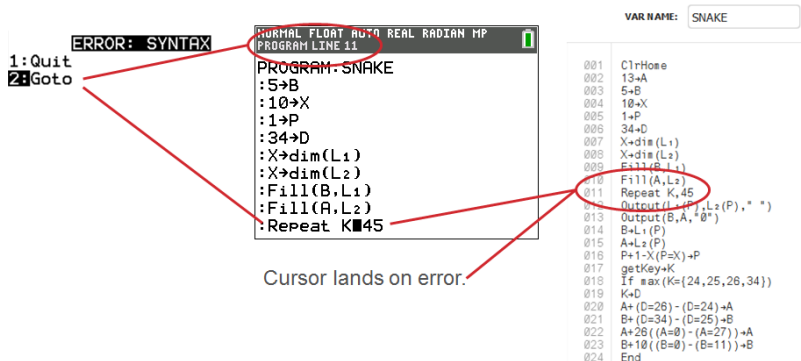 ERROR: SYNTAX
1:Quit
2:Goto
NORMAL FLOAT AUTO REAL RADIAN MP
PROGRAM LINE 11
PROGRAM:SNAKE
:5→B
:10→X
:1→P
:34→D
:X→dim(L₁)
:X→dim(L₂)
:Fill(B,L₁)
:Fill(A,L₂)
:Repeat K■45
Cursor lands on error.
VAR NAME: SNAKE
001 ClrHome
002 13→A
003 5→B
004 10→X
005 1→P
006 34→D
007 X→dim(L₁)
008 X→dim(L₂)
009 Fill(B,L₁)
010 Fill(A,L₂)
011 Repeat K,45
012 Output(L₁(P),L₂(P)," ")
013 Output(B,A,"0")
014 B→L₁(P)
015 A→L₂(P)
016 P+1-X(P=X)→P
017 getKey→K
018 If max(K={24,25,26,34})
019 K→D
020 A+(D=26)-(D=24)→A
021 B+(D=34)-(D=25)→B
022 A+26((A=0)-(A=27))→A
023 B+10((B=0)-(B=11))→B
024 End